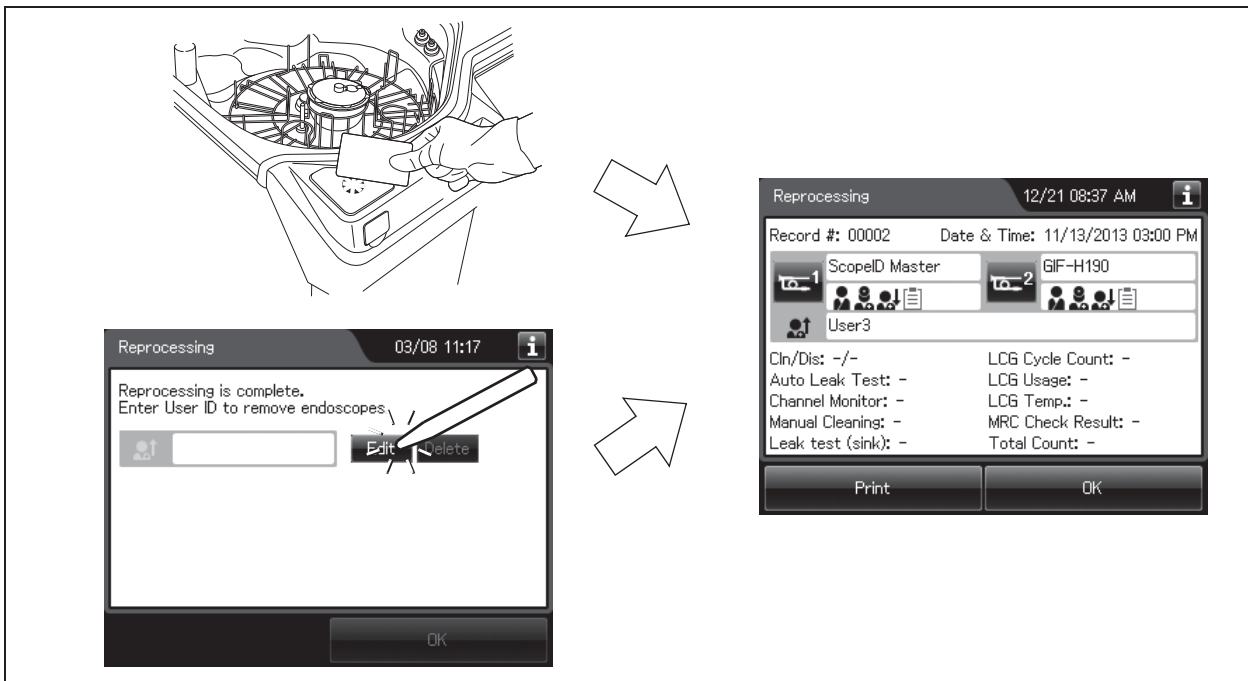 Reprocessing 03/08 11:17 i
Reprocessing is complete.
Enter User ID to remove endoscopes
Edit Delete
OK
Reprocessing 12/21 08:37 AM i
Record #: 00002 Date & Time: 11/13/2013 03:00 PM
1 ScopeID Master 2 GIF-H190
User3
Cln/Dis: -/- LCG Cycle Count: -
Auto Leak Test: - LCG Usage: -
Channel Monitor: - LCG Temp.: -
Manual Cleaning: - MRC Check Result: -
Leak test (sink): - Total Count: -
Print OK